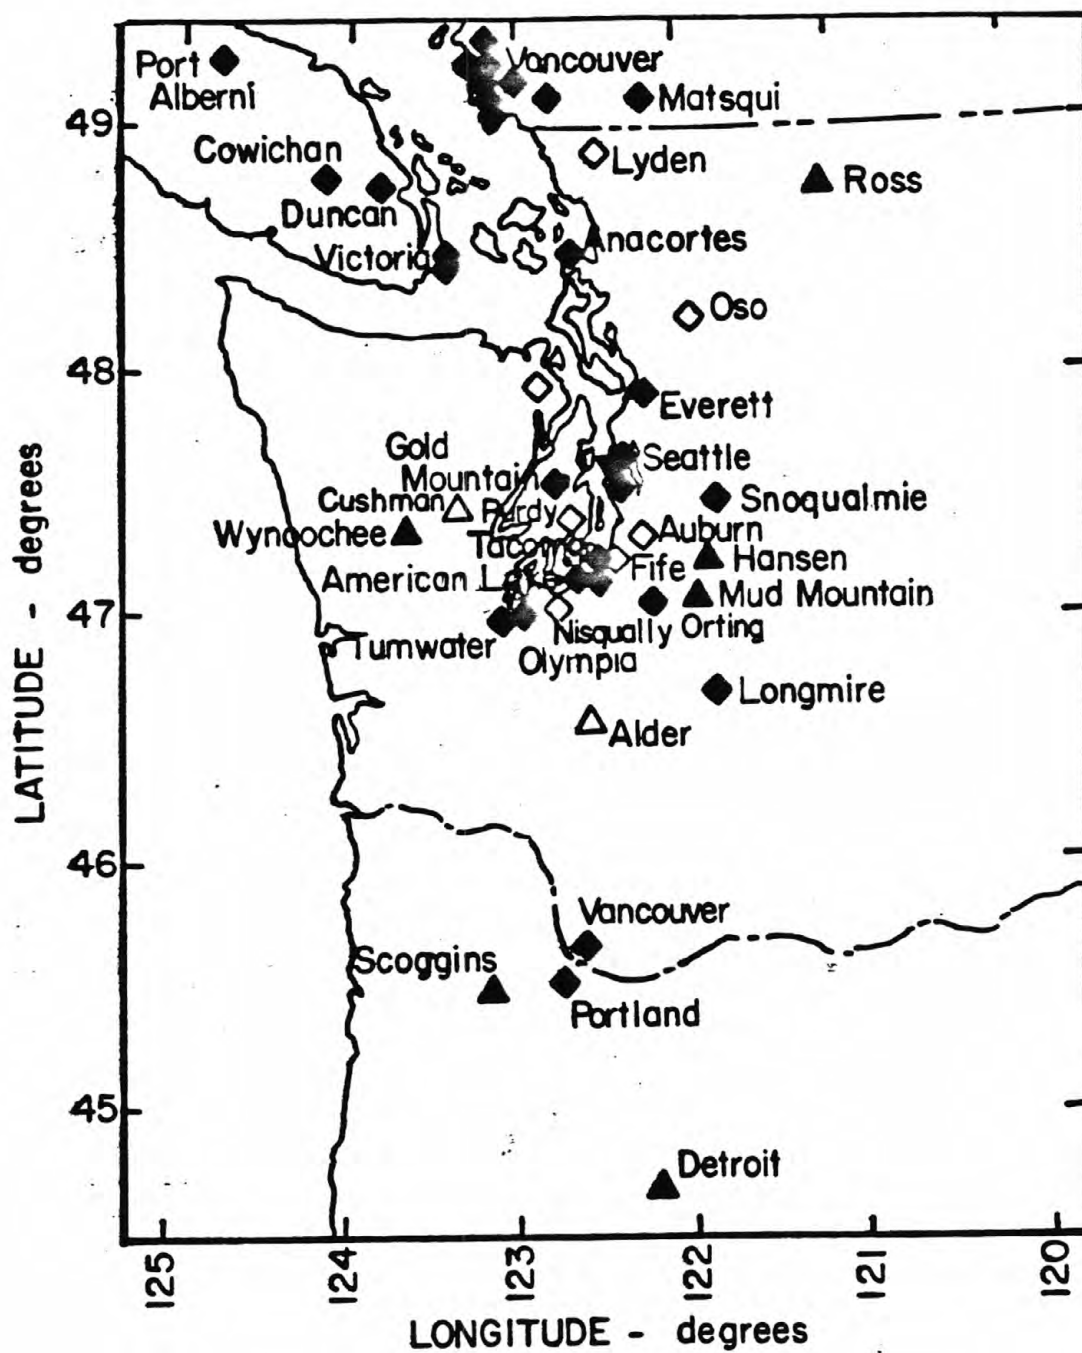 Port
Alberni
Vancouver
Matsqui
49
Cowichan
Lyden
Ross
Duncan
Anacortes
Victoria
Oso
48
Everett
Gold
Mountain
Seattle
Cushman
Purdy
Snoqualmie
Wynoochee
Auburn
Hansen
American Lake
Fife
Mud Mountain
47
Tumwater
Nisqually
Orting
Olympia
Longmire
Alder
46
Vancouver
Scoggins
Portland
45
Detroit
125
124
123
122
121
120
LONGITUDE - degrees
LATITUDE - degrees